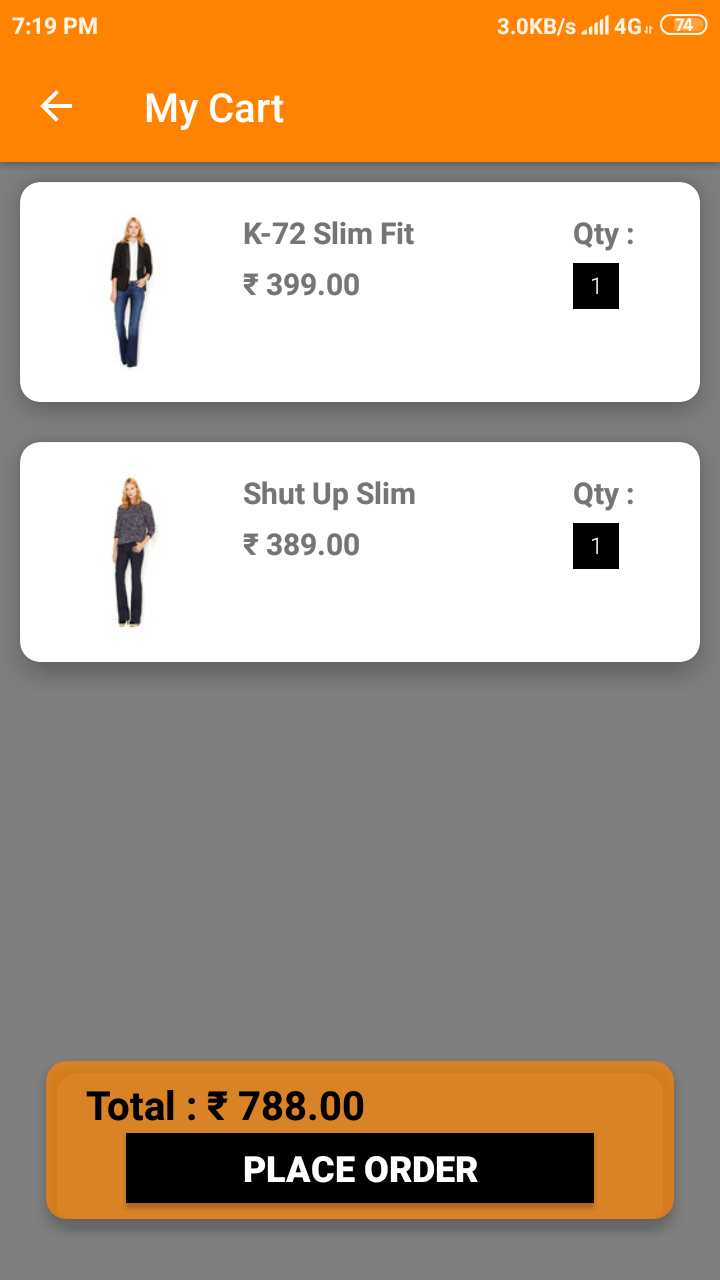 7:19 PM 3.0KB/s 4G 74
My Cart
K-72 Slim Fit Qty :
₹ 399.00 1
Shut Up Slim Qty :
₹ 389.00 1
Total : ₹ 788.00
PLACE ORDER